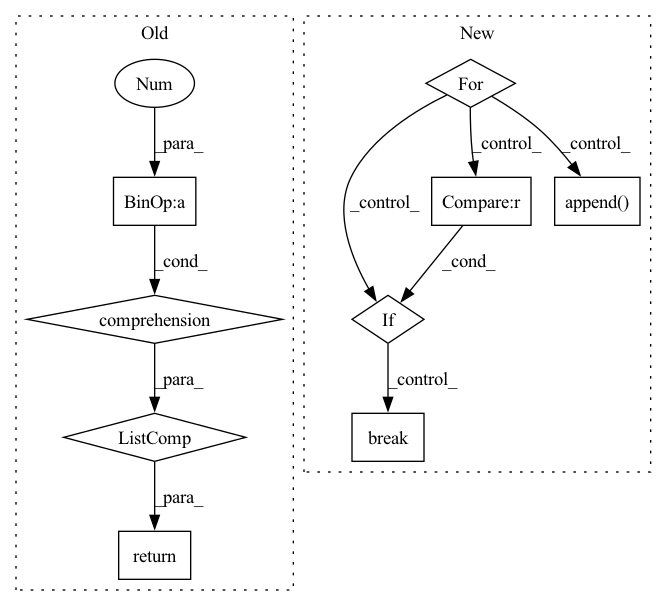 Old
New
Num
For
_para_
_control_
_control_
BinOp:a
_control_
Compare:r
append()
_cond_
_cond_
comprehension
If
_para_
_control_
ListComp
break
_para_
return